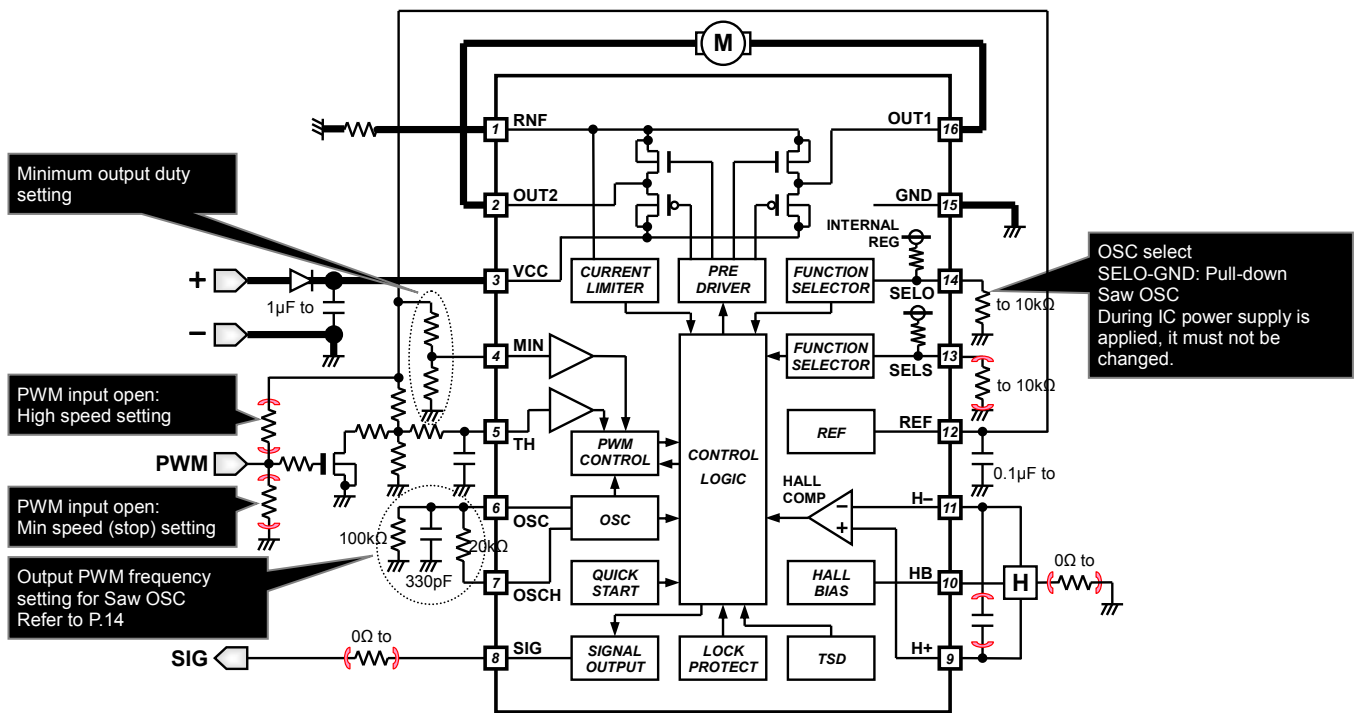 M
1
RNF
OUT1
16
Minimum output duty
setting
2
OUT2
GND
15
INTERNAL
REG
+
1µF to
−
3
VCC
CURRENT
LIMITER
PRE
DRIVER
FUNCTION
SELECTOR
SELO
14
to 10kΩ
OSC select
SELO-GND: Pull-down
Saw OSC
During IC power supply is
applied, it must not be
changed.
4
MIN
FUNCTION
SELECTOR
SELS
13
to 10kΩ
PWM input open:
High speed setting
5
TH
PWM
CONTROL
CONTROL
LOGIC
REF
REF
12
0.1µF to
PWM
PWM input open:
Min speed (stop) setting
6
OSC
OSC
HALL
COMP
−
+
H−
11
100kΩ
330pF
20kΩ
7
OSCH
QUICK
START
HALL
BIAS
HB
10
H
0Ω to
Output PWM frequency
setting for Saw OSC
Refer to P.14
SIG
0Ω to
8
SIG
SIGNAL
OUTPUT
LOCK
PROTECT
TSD
H+
9